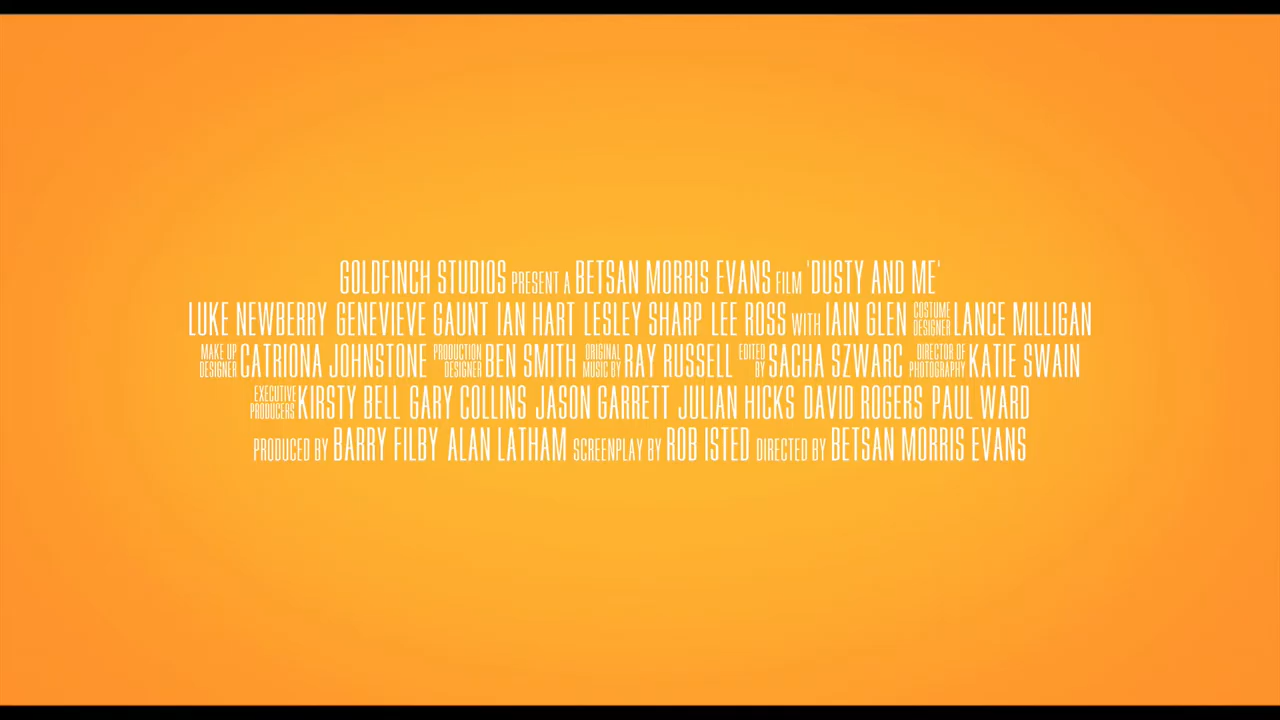 GOLDFINCH STUDIOS PRESENT A BETSAN MORRIS EVANS FILM 'DUSTY AND ME'
LUKE NEWBERRY GENEVIEVE GAUNT IAN HART LESLEY SHARP LEE ROSS WITH IAIN GLEN COSTUME DESIGNER LANCE MILLIGAN
MAKE UP DESIGNER CATRIONA JOHNSTONE PRODUCTION DESIGNER BEN SMITH ORIGINAL MUSIC BY RAY RUSSELL EDITED BY SACHA SZWARC DIRECTOR OF PHOTOGRAPHY KATIE SWAIN
EXECUTIVE PRODUCERS KIRSTY BELL GARY COLLINS JASON GARRETT JULIAN HICKS DAVID ROGERS PAUL WARD
PRODUCED BY BARRY FILBY ALAN LATHAM SCREENPLAY BY ROB ISTED DIRECTED BY BETSAN MORRIS EVANS